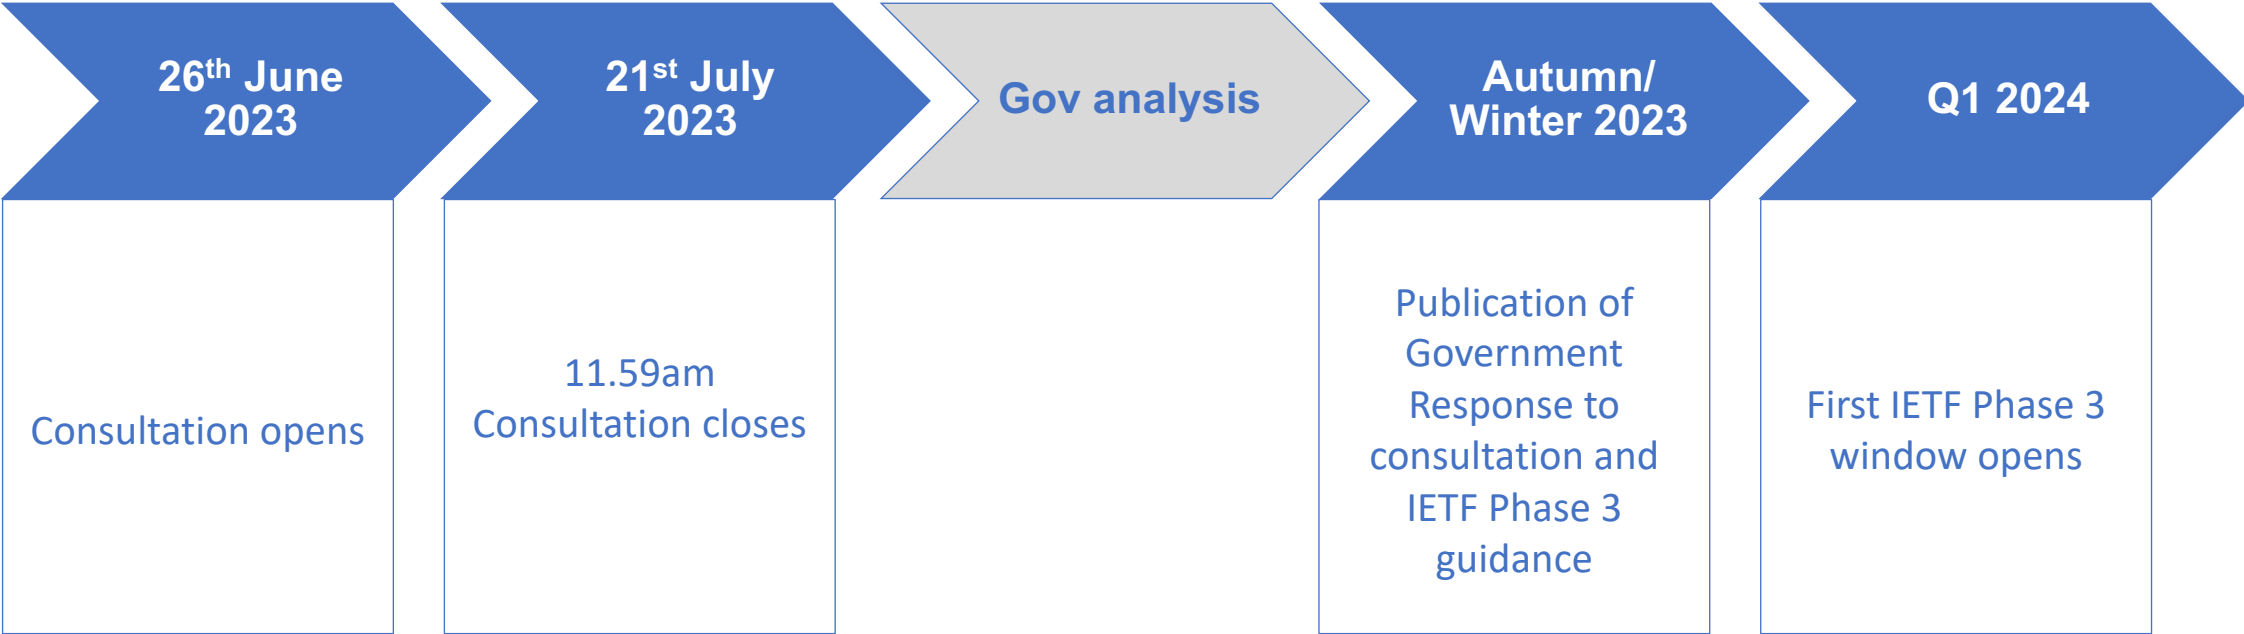 26th June
2023
21st July
2023
Gov analysis
Autumn/
Winter 2023
Q1 2024
Consultation opens
11.59am
Consultation closes
Publication of
Government
Response to
consultation and
IETF Phase 3
guidance
First IETF Phase 3
window opens